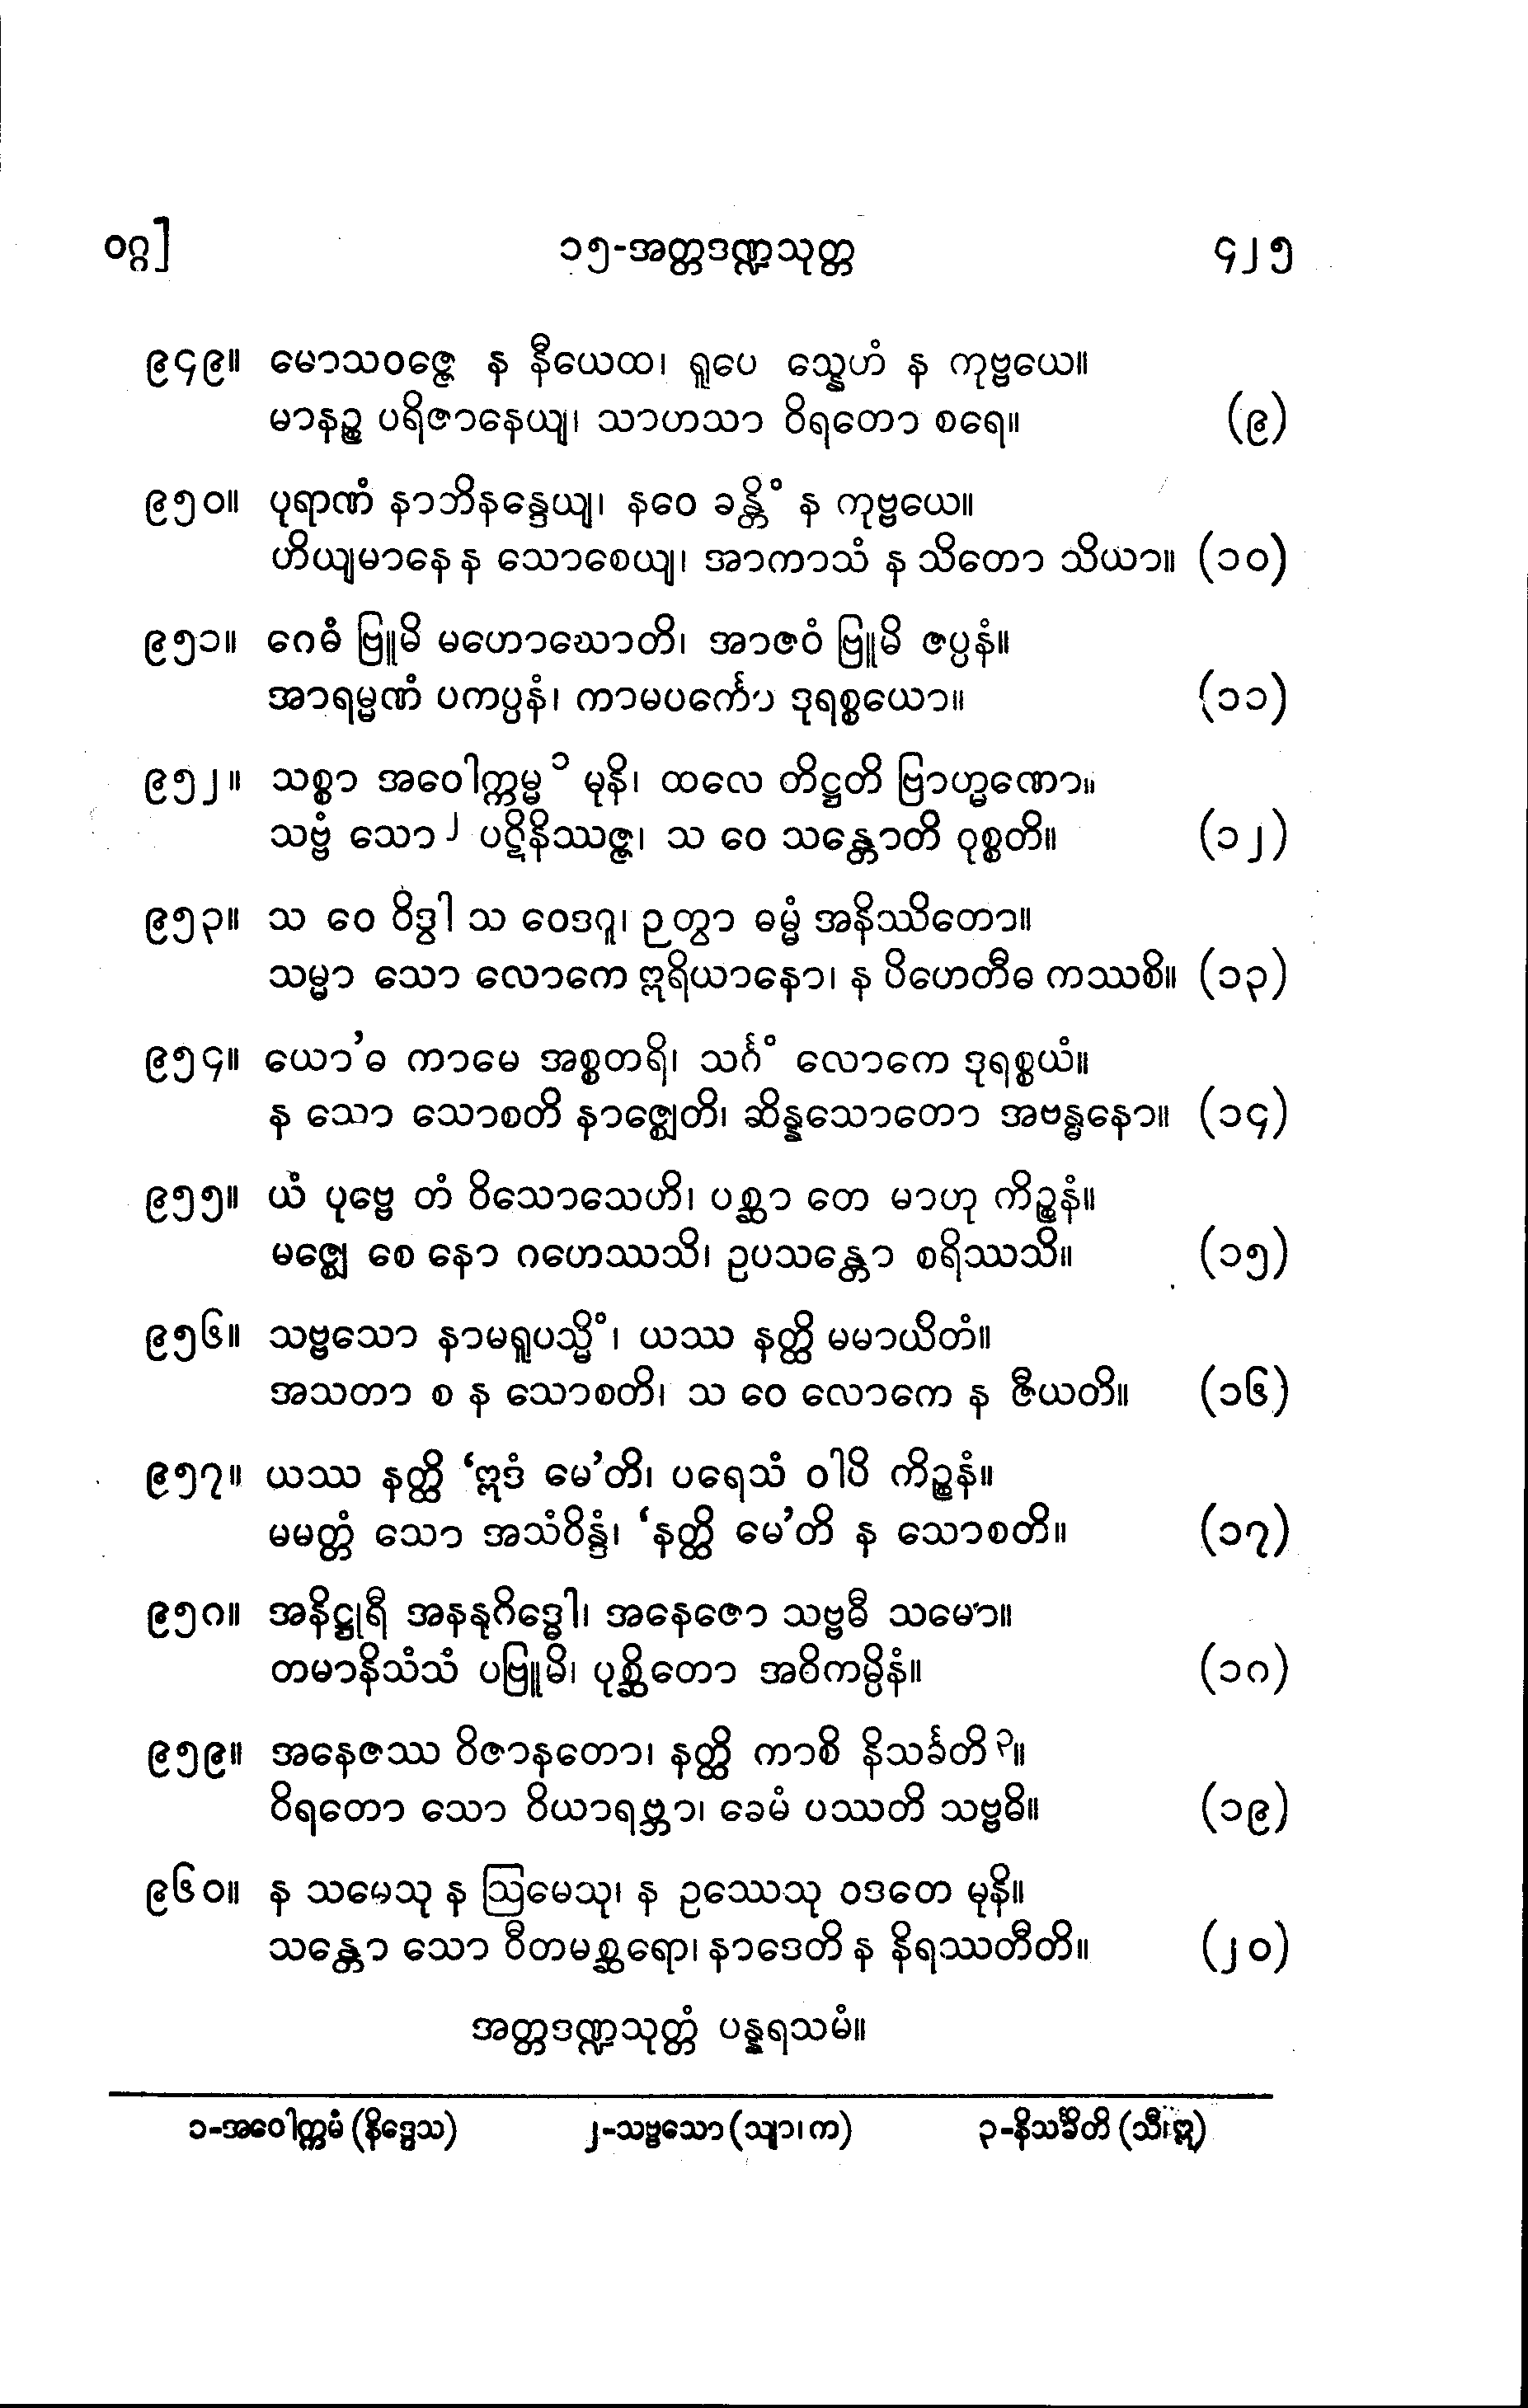 ဝဂ္ဂ]
၁၅-အတ္တဒဏ္ဍသုတ္တ
၄၂၅
၉၄၉။ မောသဝဇ္ဇေ န နီယေထ၊ ရူပေ သ္နေဟံ န ကုဗ္ဗယေ။
မာနဉ္စ ပရိဇာနေယျ၊ သာဟသာ ဝိရတော စရေ။ (၉)
၉၅၀။ ပုရာဏံ နာဘိနန္ဒေယျ၊ နဝေ ခန္တိံ န ကုဗ္ဗယေ။
ဟိယျမာနေ န သောစေယျ၊ အာကာသံ န သိတော သိယာ။ (၁၀)
၉၅၁။ ဂေဓံ ဗြူမိ မဟောဃောတိ၊ အာဇဝံ ဗြူမိ ဇပ္ပနံ။
အာရမ္မဏံ ပကပ္ပနံ၊ ကာမပင်္ကော ဒုရစ္စယော။ (၁၁)
၉၅၂။ သစ္စာ အဝေါက္ကမ္မ ၁ မုနိ၊ ထလေ တိဋ္ဌတိ ဗြာဟ္မဏော။
သဗ္ဗံ သော ၂ ပဋိနိဿဇ္ဇ၊ သ ဝေ သန္တောတိ ဝုစ္စတိ။ (၁၂)
၉၅၃။ သ ဝေ ဝိဒွါ သ ဝေဒဂူ၊ ဉတွာ ဓမ္မံ အနိဿိတော။
သမ္မာ သော လောကေ ဣရိယာနော၊ န ပိဟေတီဓ ကဿစိ။ (၁၃)
၉၅၄။ ယော’ဓ ကာမေ အစ္စတရိ၊ သင်္ဂံ လောကေ ဒုရစ္စယံ။
န သော သောစတိ နာဇ္ဈေတိ၊ ဆိန္နသောတော အဗန္ဓနော။ (၁၄)
၉၅၅။ ယံ ပုဗ္ဗေ တံ ဝိသောသေဟိ၊ ပစ္ဆာ တေ မာဟု ကိဉ္စနံ။
မဇ္ဈေ စေ နော ဂဟေဿသိ၊ ဥပသန္တော စရိဿသိ။ (၁၅)
၉၅၆။ သဗ္ဗသော နာမရူပသ္မိံ၊ ယဿ နတ္ထိ မမာယိတံ။
အသတာ စ န သောစတိ၊ သ ဝေ လောကေ န ဇီယတိ။ (၁၆)
၉၅၇။ ယဿ နတ္ထိ ‘ဣဒံ မေ’တိ၊ ပရေသံ ဝါပိ ကိဉ္စနံ။
မမတ္တံ သော အသံဝိန္ဒံ၊ ‘နတ္ထိ မေ’တိ န သောစတိ။ (၁၇)
၉၅၈။ အနိဋ္ဌုရီ အနနုဂိဒ္ဓေါ၊ အနေဇော သဗ္ဗဓီ သမော။
တမာနိသံသံ ပဗြူမိ၊ ပုစ္ဆိတော အဝိကမ္ပိနံ။ (၁၈)
၉၅၉။ အနေဇဿ ဝိဇာနတော၊ နတ္ထိ ကာစိ နိသင်္ခတိ ၃။
ဝိရတော သော ဝိယာရဗ္ဘာ၊ ခေမံ ပဿတိ သဗ္ဗဓိ။ (၁၉)
၉၆၀။ န သမေသု န ဩမေသု၊ န ဥဿေသု ဝဒတေ မုနိ။
သန္တော သော ဝီတမစ္ဆရော၊ နာဒေတိ န နိရဿတီတိ။ (၂၀)
အတ္တဒဏ္ဍသုတ္တံ ပန္နရသမံ။
၁-အဝေါက္ကမံ (နိဒ္ဒေသ)
၂-သဗ္ဗသော (သျာ၊ က)
၃-နိသင်္ခိတိ (သီ၊ ဣ)